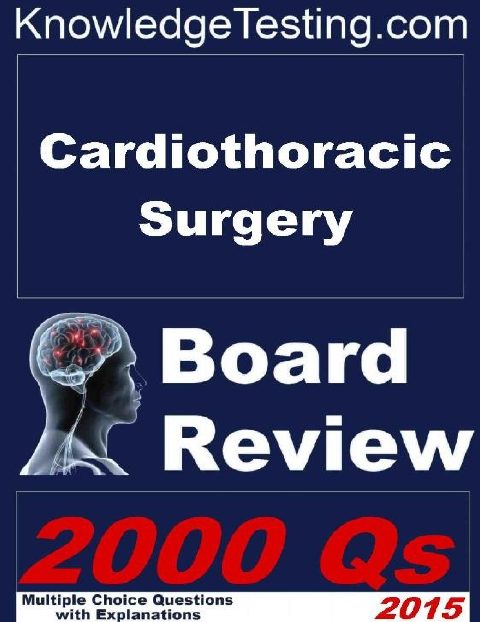 KnowledgeTesting.com
Cardiothoracic
Surgery
Board
Review
2000 Qs
Multiple Choice Questions
with Explanations
2015